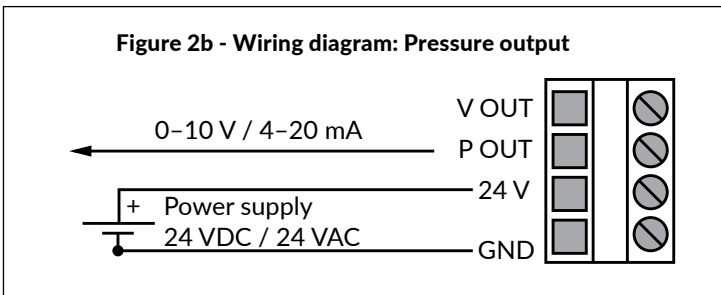 Figure 2b - Wiring diagram: Pressure output
V OUT
0–10 V / 4–20 mA
P OUT
24 V
+ Power supply
24 VDC / 24 VAC
GND